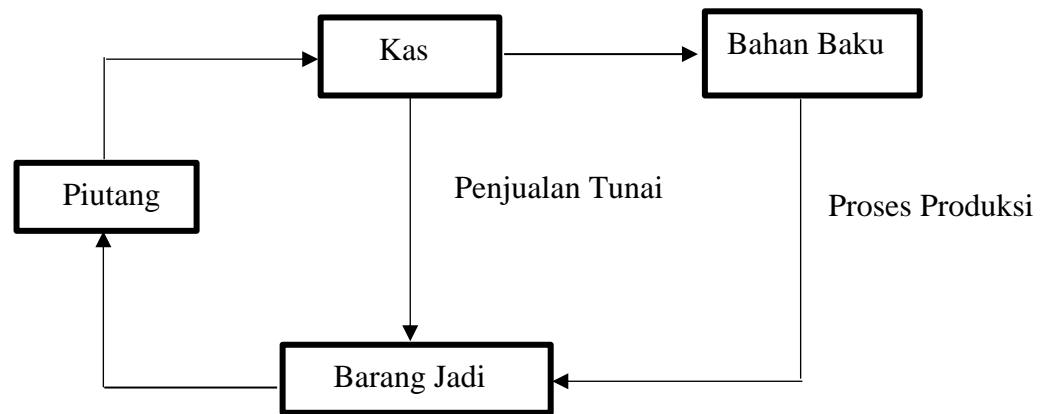 Kas
Bahan Baku
Piutang
Penjualan Tunai
Proses Produksi
Barang Jadi